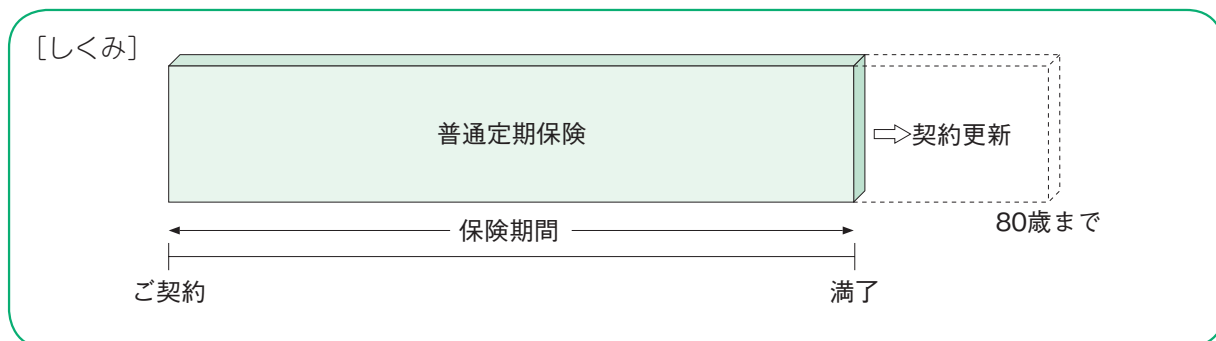 [しくみ]
普通定期保険
⇨契約更新
80歳まで
保険期間
ご契約
満了